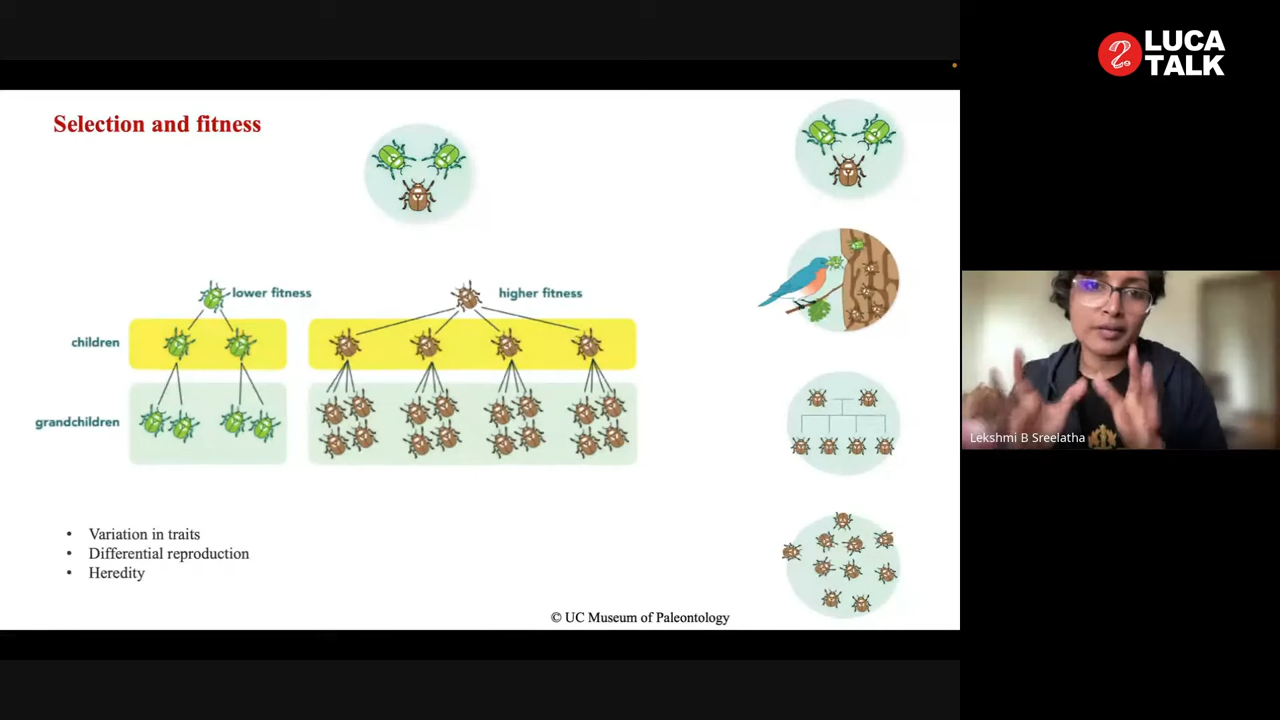 LUCA
TALK
Selection and fitness
lower fitness
higher fitness
children
grandchildren
• Variation in traits
• Differential reproduction
• Heredity
© UC Museum of Paleontology
Lekshmi B Sreelatha